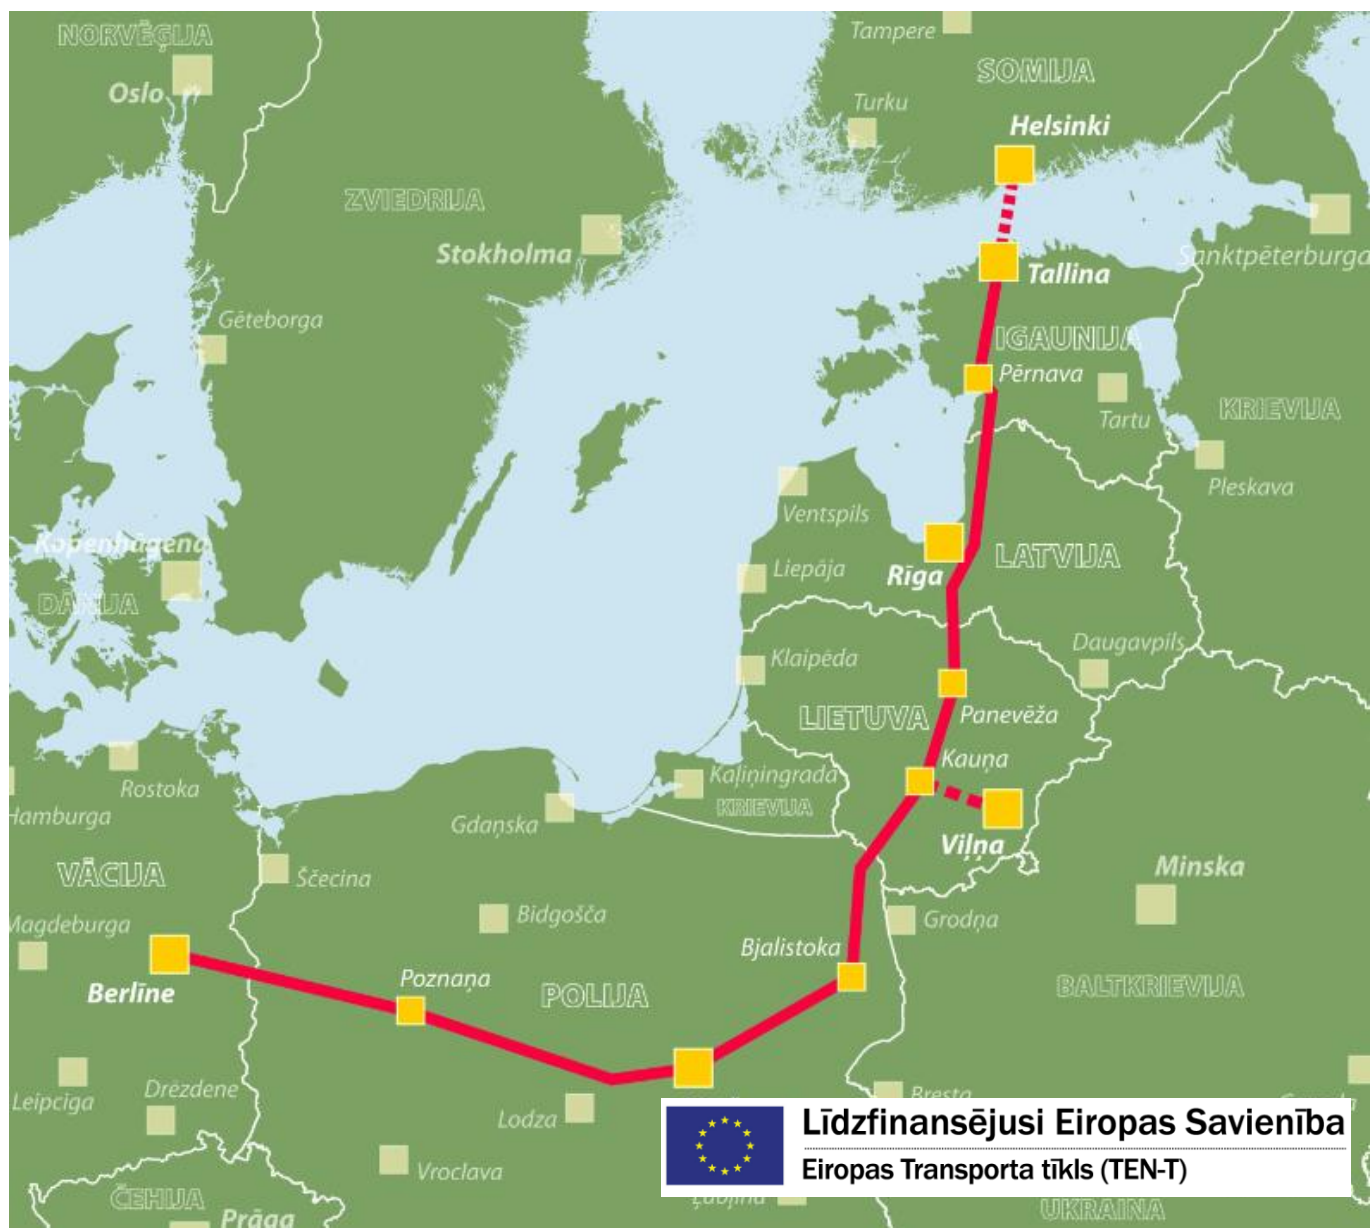 NORVĒĢIJA
Tampere
SOMIJA
Oslo
Turku
Helsinki
ZVIEDRIJA
Stokholma
Sanktpēterburga
Tallina
Gēteborga
IGAUNIJA
Pērnava
Tartu
KRIEVIJA
Pleskava
Ventspils
Kopenhāgena
LATVIJA
Liepāja
Rīga
DĀNIJA
Daugavpils
Klaipēda
LIETUVA
Panevēža
Kauņa
Kaļiņingrada
Rostoka
KRIEVIJA
Hamburga
Gdaņska
Viļņa
Minska
VĀCIJA
Ščecina
Bidgošča
Grodņa
Magdeburga
Bjalistoka
Poznaņa
BALTKRIEVIJA
Berlīne
POLIJA
Drēzdene
Leipciga
Bresta
Lodza
Līdzfinansējusi Eiropas Savienība
Eiropas Transporta tīkls (TEN-T)
Vroclava
ČEHIJA
Ļubļina
UKRAINA
Prāga